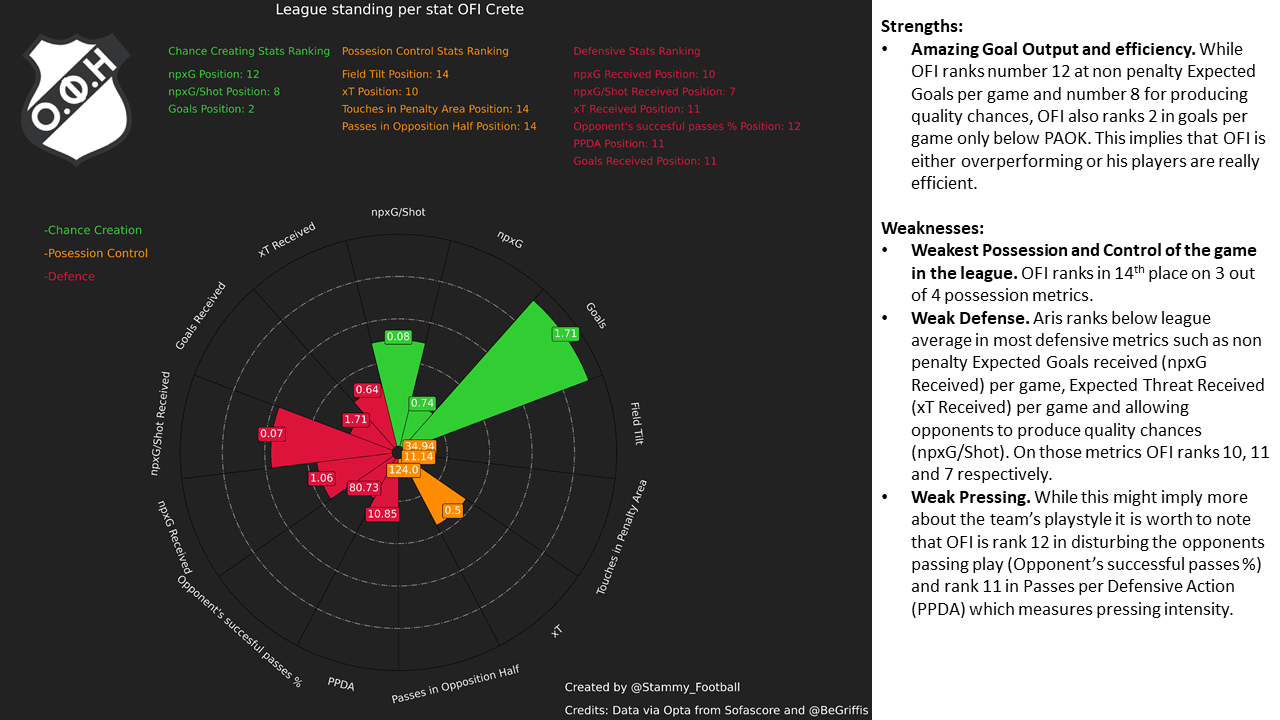 League standing per stat OFI Crete
Ο.Φ.Η
Chance Creating Stats Ranking
npxG Position: 12
npxG/Shot Position: 8
Goals Position: 2
Possesion Control Stats Ranking
Field Tilt Position: 14
xT Position: 10
Touches in Penalty Area Position: 14
Passes in Opposition Half Position: 14
Defensive Stats Ranking
npxG Received Position: 10
npxG/Shot Received Position: 7
xT Received Position: 11
Opponent's succesful passes % Position: 12
PPDA Position: 11
Goals Received Position: 11
-Chance Creation
-Posession Control
-Defence
npxG/Shot
npxG
Goals
Field Tilt
Touches in Penalty Area
xT
Passes in Opposition Half
PPDA
Opponent's succesful passes %
npxG Received
npxG/Shot Received
Goals Received
xT Received
0.08
0.74
1.71
34.94
11.14
0.5
124.0
10.85
80.73
1.06
0.07
1.71
0.64
Created by @Stammy_Football
Credits: Data via Opta from Sofascore and @BeGriffis
Strengths:
• Amazing Goal Output and efficiency. While
OFI ranks number 12 at non penalty Expected
Goals per game and number 8 for producing
quality chances, OFI also ranks 2 in goals per
game only below PAOK. This implies that OFI is
either overperforming or his players are really
efficient.
Weaknesses:
• Weakest Possession and Control of the game
in the league. OFI ranks in 14th place on 3 out
of 4 possession metrics.
• Weak Defense. Aris ranks below league
average in most defensive metrics such as non
penalty Expected Goals received (npxG
Received) per game, Expected Threat Received
(xT Received) per game and allowing
opponents to produce quality chances
(npxG/Shot). On those metrics OFI ranks 10, 11
and 7 respectively.
• Weak Pressing. While this might imply more
about the team's playstyle it is worth to note
that OFI is rank 12 in disturbing the opponents
passing play (Opponent's successful passes %)
and rank 11 in Passes per Defensive Action
(PPDA) which measures pressing intensity.